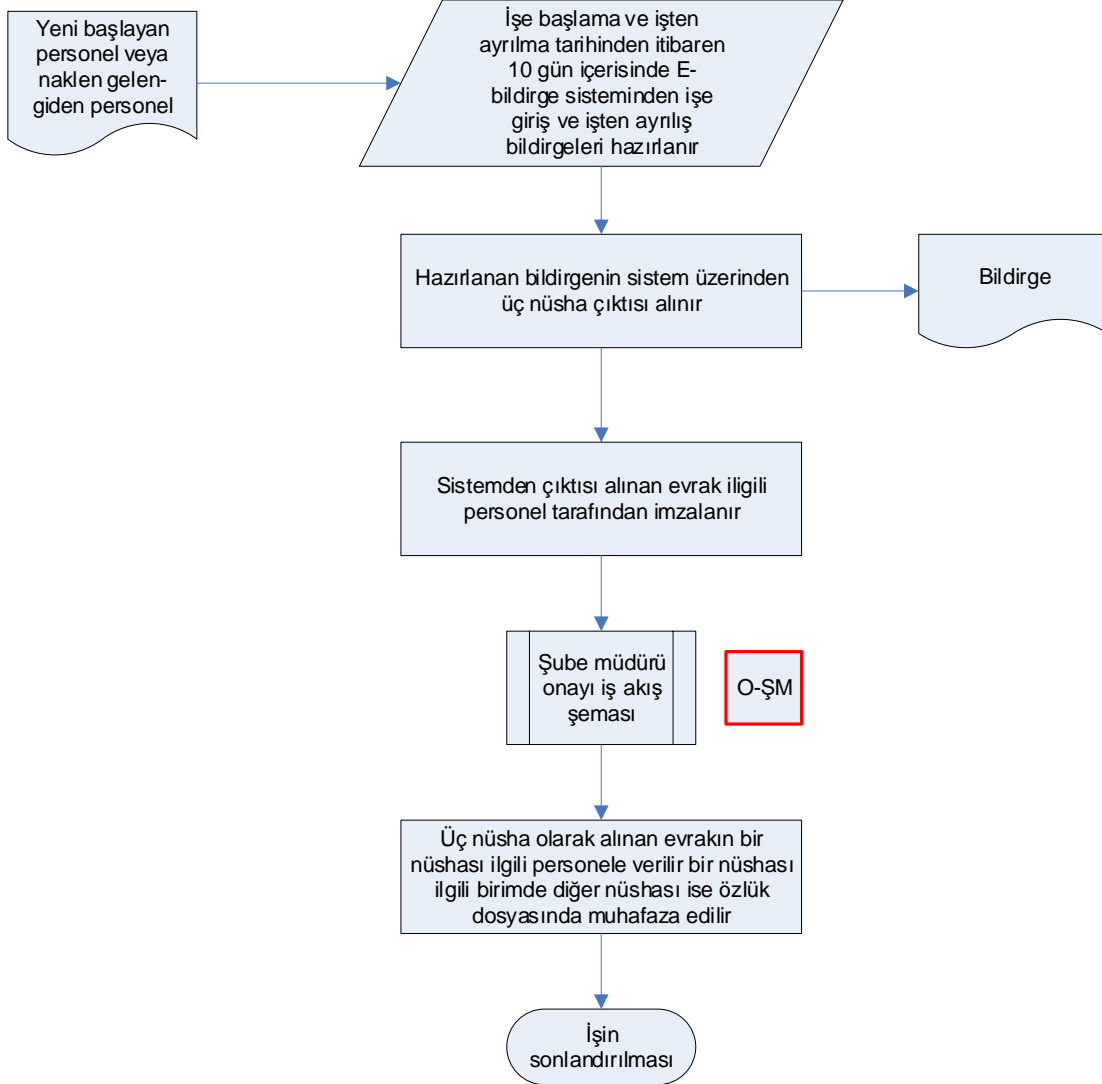 Yeni başlayan
personel veya
naklen gelen-
giden personel
İşe başlama ve işten
ayrılma tarihinden itibaren
10 gün içerisinde E-
bildirge sisteminden işe
giriş ve işten ayrılış
bildirgeleri hazırlanır
Hazırlanan bildirgenin sistem üzerinden
üç nüsha çıktısı alınır
Bildirge
Sistemden çıktısı alınan evrak iligili
personel tarafından imzalanır
Şube müdürü
onayı iş akış
şeması
O-ŞM
Üç nüsha olarak alınan evrakın bir
nüshası ilgili personele verilir bir nüshası
ilgili birimde diğer nüshası ise özlük
dosyasında muhafaza edilir
İşin
sonlandırılması